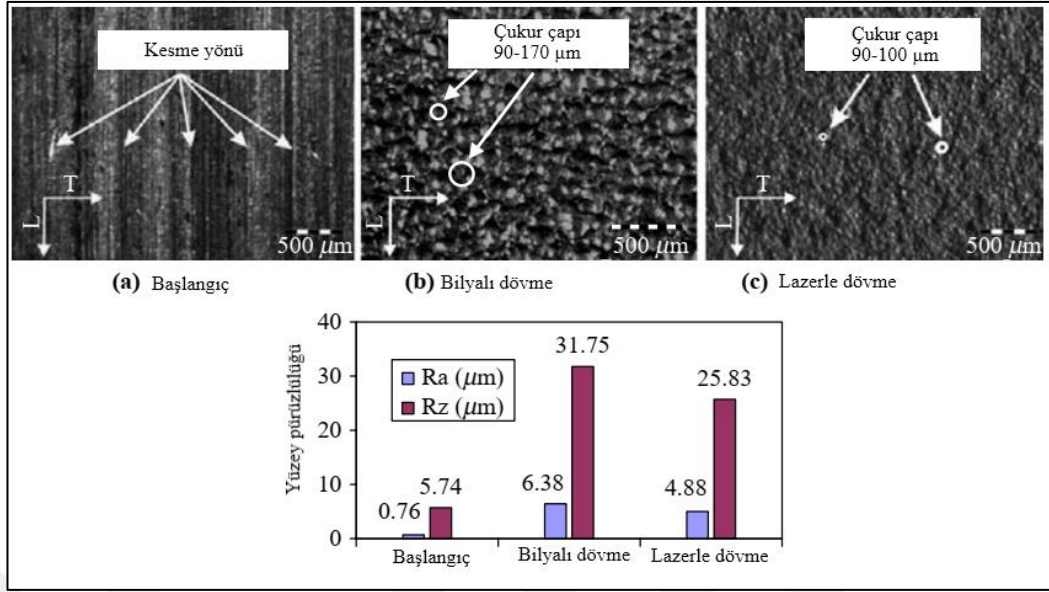 Kesme yönü
T
L
500 µm
(a) Başlangıç
Çukur çapı
90-170 µm
T
L
500 µm
(b) Bilyalı dövme
Çukur çapı
90-100 µm
T
L
500 µm
(c) Lazerle dövme
Yüzey pürüzlülüğü
40
30
20
10
0
Ra (µm)
Rz (µm)
0.76
5.74
6.38
31.75
4.88
25.83
Başlangıç
Bilyalı dövme
Lazerle dövme